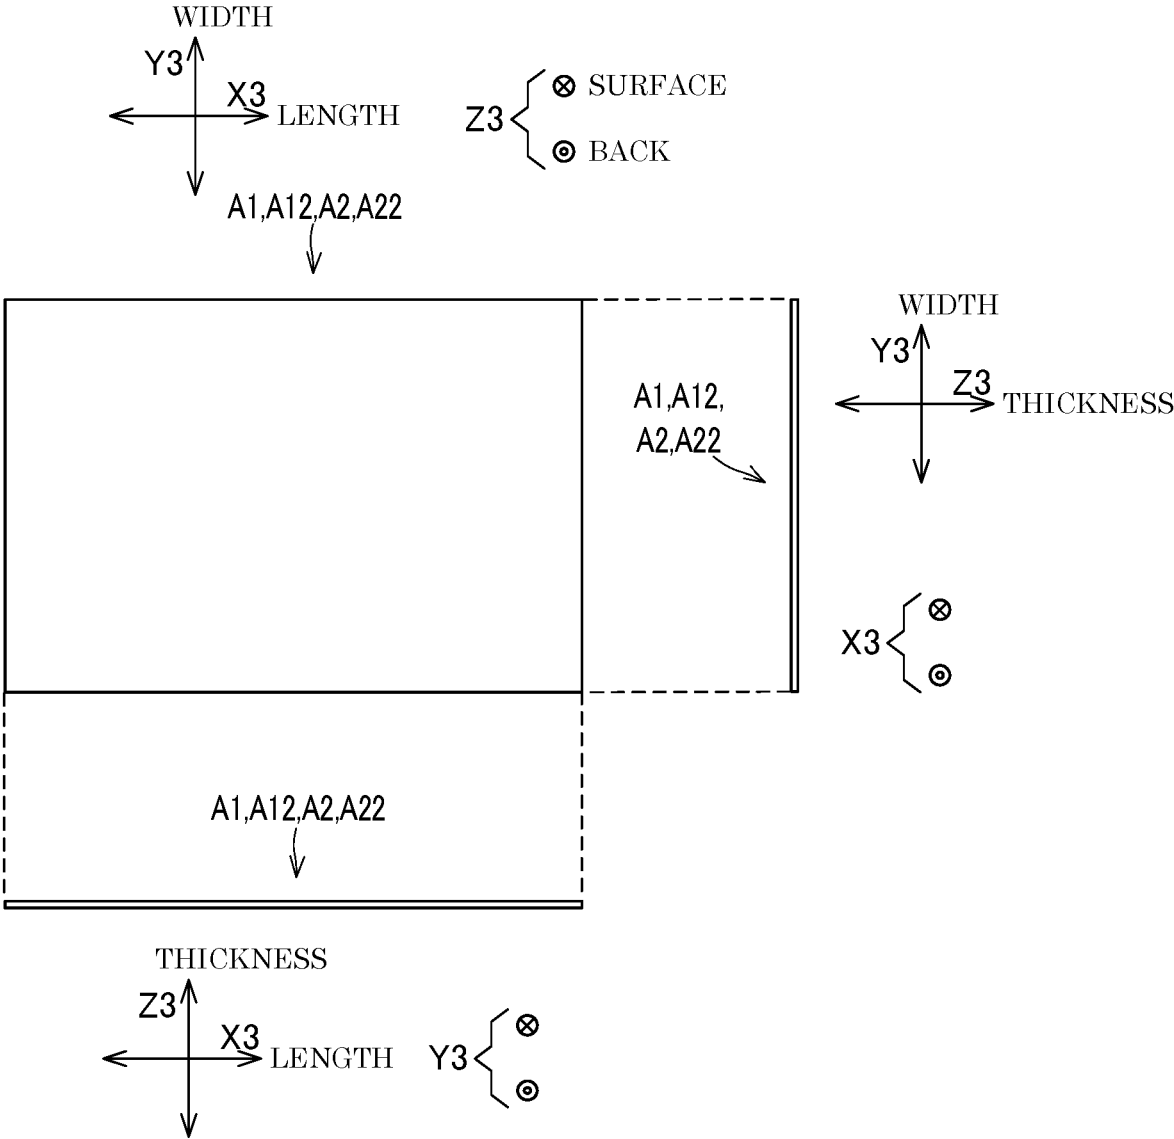 WIDTH
Y3
X3
LENGTH
Z3
SURFACE
BACK
A1,A12,A2,A22
WIDTH
Y3
Z3
THICKNESS
A1,A12,
A2,A22
X3
A1,A12,A2,A22
THICKNESS
Z3
X3
LENGTH
Y3